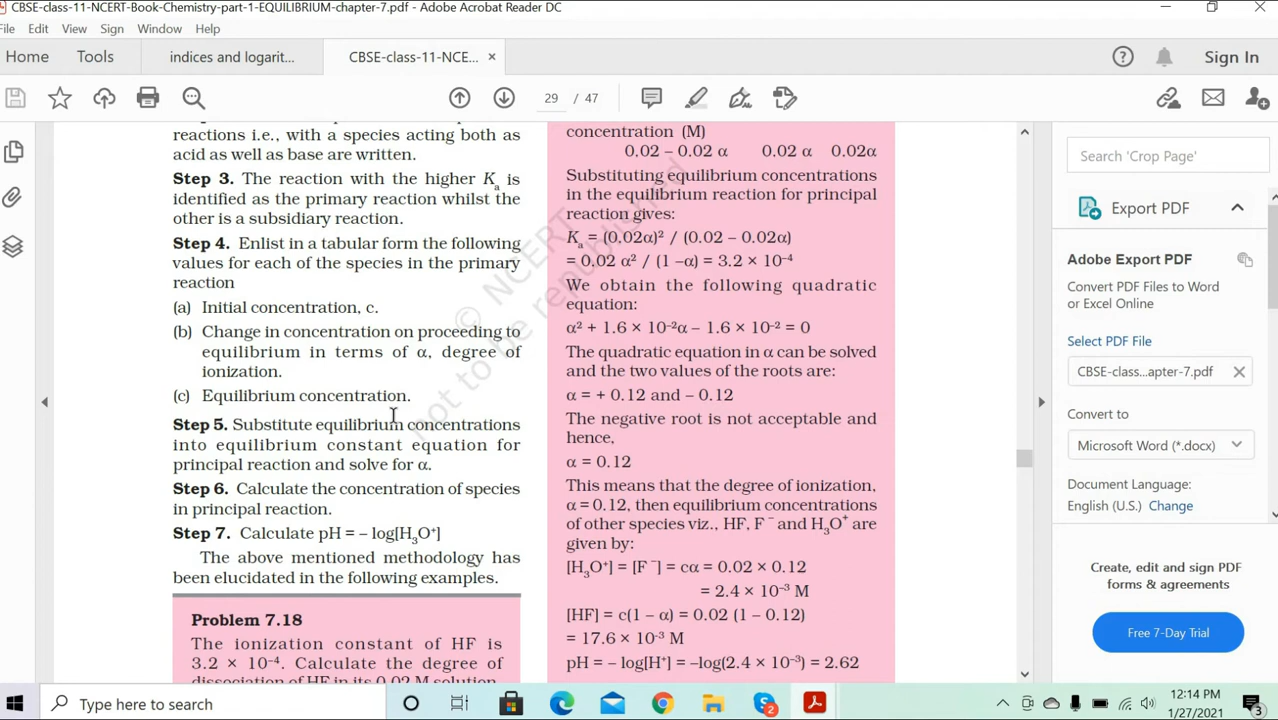 CBSE-class-11-NCERT-Book-Chemistry-part-1-EQUILIBRIUM-chapter-7.pdf - Adobe Acrobat Reader DC
File Edit View Sign Window Help
Home Tools indices and logarit... CBSE-class-11-NCE... × ? Sign In
29 / 47
reactions i.e., with a species acting both as
acid as well as base are written.
Step 3. The reaction with the higher Kₐ is
identified as the primary reaction whilst the
other is a subsidiary reaction.
Step 4. Enlist in a tabular form the following
values for each of the species in the primary
reaction
(a) Initial concentration, c.
(b) Change in concentration on proceeding to
equilibrium in terms of α, degree of
ionization.
(c) Equilibrium concentration.
Step 5. Substitute equilibrium concentrations
into equilibrium constant equation for
principal reaction and solve for α.
Step 6. Calculate the concentration of species
in principal reaction.
Step 7. Calculate pH = – log[H₃O⁺]
The above mentioned methodology has
been elucidated in the following examples.
Problem 7.18
The ionization constant of HF is
3.2 × 10⁻⁴. Calculate the degree of
dissociation of HF in its 0.02 M solution
concentration (M)
0.02 – 0.02 α 0.02 α 0.02α
Substituting equilibrium concentrations
in the equilibrium reaction for principal
reaction gives:
Kₐ = (0.02α)² / (0.02 – 0.02α)
= 0.02 α² / (1 –α) = 3.2 × 10⁻⁴
We obtain the following quadratic
equation:
α² + 1.6 × 10⁻²α – 1.6 × 10⁻² = 0
The quadratic equation in α can be solved
and the two values of the roots are:
α = + 0.12 and – 0.12
The negative root is not acceptable and
hence,
α = 0.12
This means that the degree of ionization,
α = 0.12, then equilibrium concentrations
of other species viz., HF, F⁻ and H₃O⁺ are
given by:
[H₃O⁺] = [F⁻] = cα = 0.02 × 0.12
= 2.4 × 10⁻³ M
[HF] = c(1 – α) = 0.02 (1 – 0.12)
= 17.6 × 10⁻³ M
pH = – log[H⁺] = –log(2.4 × 10⁻³) = 2.62
© NCERT
not to be republished
Search 'Crop Page'
Export PDF
Adobe Export PDF
Convert PDF Files to Word
or Excel Online
Select PDF File
CBSE-class...apter-7.pdf ×
Convert to
Microsoft Word (*.docx)
Document Language:
English (U.S.) Change
Create, edit and sign PDF
forms & agreements
Free 7-Day Trial
Type here to search
2
12:14 PM
1/27/2021
3